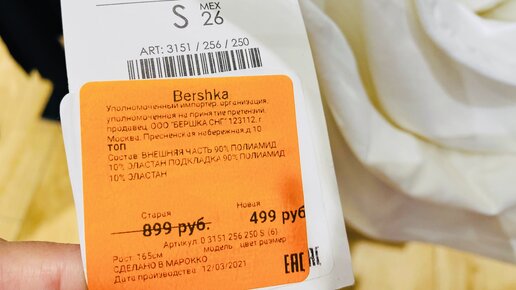 S MEX 26
ART: 3151 / 256 / 250
Bershka
Уполномоченный импортер, организация,
уполномоченная на принятие претензий,
продавец: ООО "БЕРШКА СНГ" 123112, г
Москва, Пресненская набережная д 10
ТОП
Состав: ВНЕШНЯЯ ЧАСТЬ 90% ПОЛИАМИД
10% ЭЛАСТАН ПОДКЛАДКА 90% ПОЛИАМИД
10% ЭЛАСТАН
Старая Новая
899 руб. 499 руб
Артикул: 0 3151 256 250 S (6)
модель цвет размер
Рост: 165см
СДЕЛАНО В МАРОККО
Дата производства: 12/03/2021
EAC